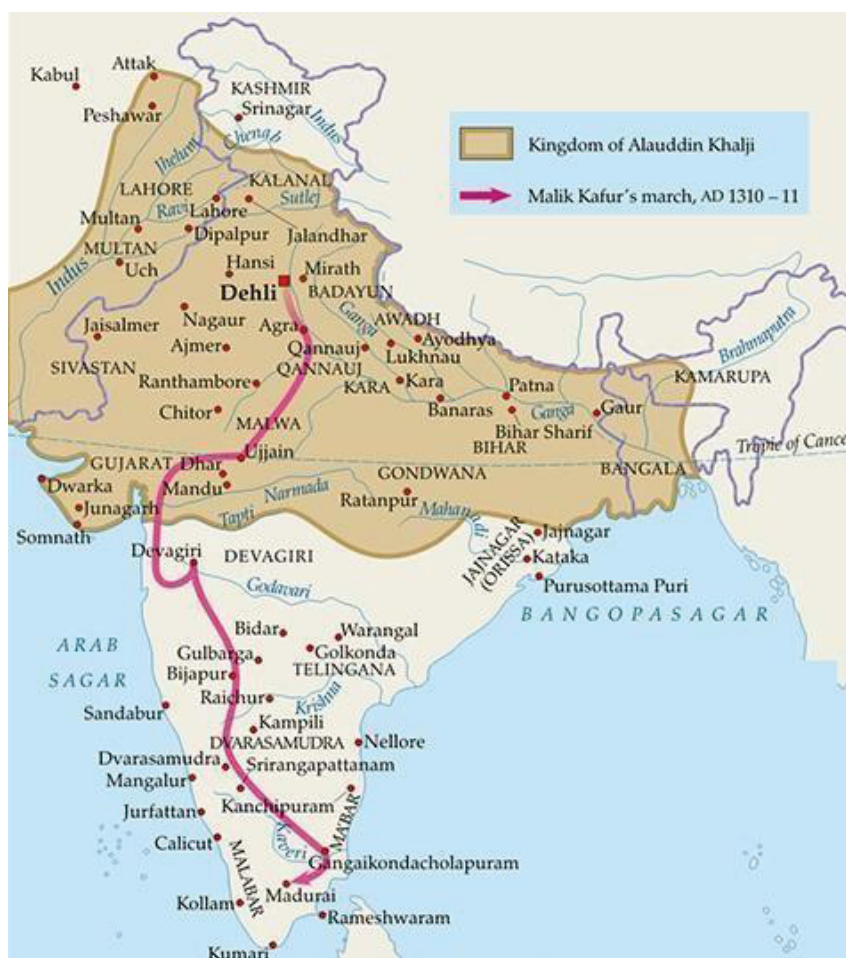 Kabul
Attak
Peshawar
KASHMIR
Srinagar
Indus
Chenab
Jhelum
Kingdom of Alauddin Khalji
Malik Kafur's march, AD 1310 – 11
LAHORE
KALANAL
Ravi
Lahore
Sutlej
Multan
Dipalpur
Jalandhar
MULTAN
Uch
Hansi
Mirath
Indus
Dehli
BADAYUN
Jaisalmer
Nagaur
Agra
Ganga
AWADH
Ayodhya
Brahmaputra
Ajmer
Qannauj
Lukhnau
SIVASTAN
QANNAUJ
KAMARUPA
Ranthambore
KARA
Kara
Patna
Chitor
Banaras
Ganga
Gaur
MALWA
Bihar Sharif
BIHAR
Tropic of Cance
Ujjain
GUJARAT
Dhar
GONDWANA
BANGALA
Dwarka
Mandu
Narmada
Ratanpur
Junagarh
Tapti
Mahanadi
Somnath
Jajnagar
JAJNAGAR
(ORISSA)
Devagiri
DEVAGIRI
Kataka
Godavari
Purusottama Puri
BANGOPASAGAR
ARAB
SAGAR
Bidar
Warangal
Gulbarga
Golkonda
TELINGANA
Bijapur
Raichur
Krishna
Sandabur
Kampili
DVARASAMUDRA
Nellore
Dvarasamudra
Srirangapattanam
Mangalur
Kanchipuram
Jurfattan
MA'BAR
Calicut
Kaveri
Gangaikondacholapuram
MALABAR
Madurai
Kollam
Rameshwaram
Kumari